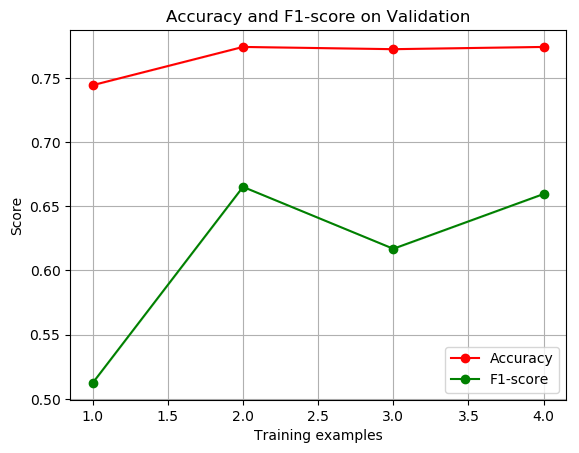 Accuracy and F1-score on Validation
Score
0.75
0.70
0.65
0.60
0.55
0.50
Accuracy
F1-score
1.0 1.5 2.0 2.5 3.0 3.5 4.0
Training examples